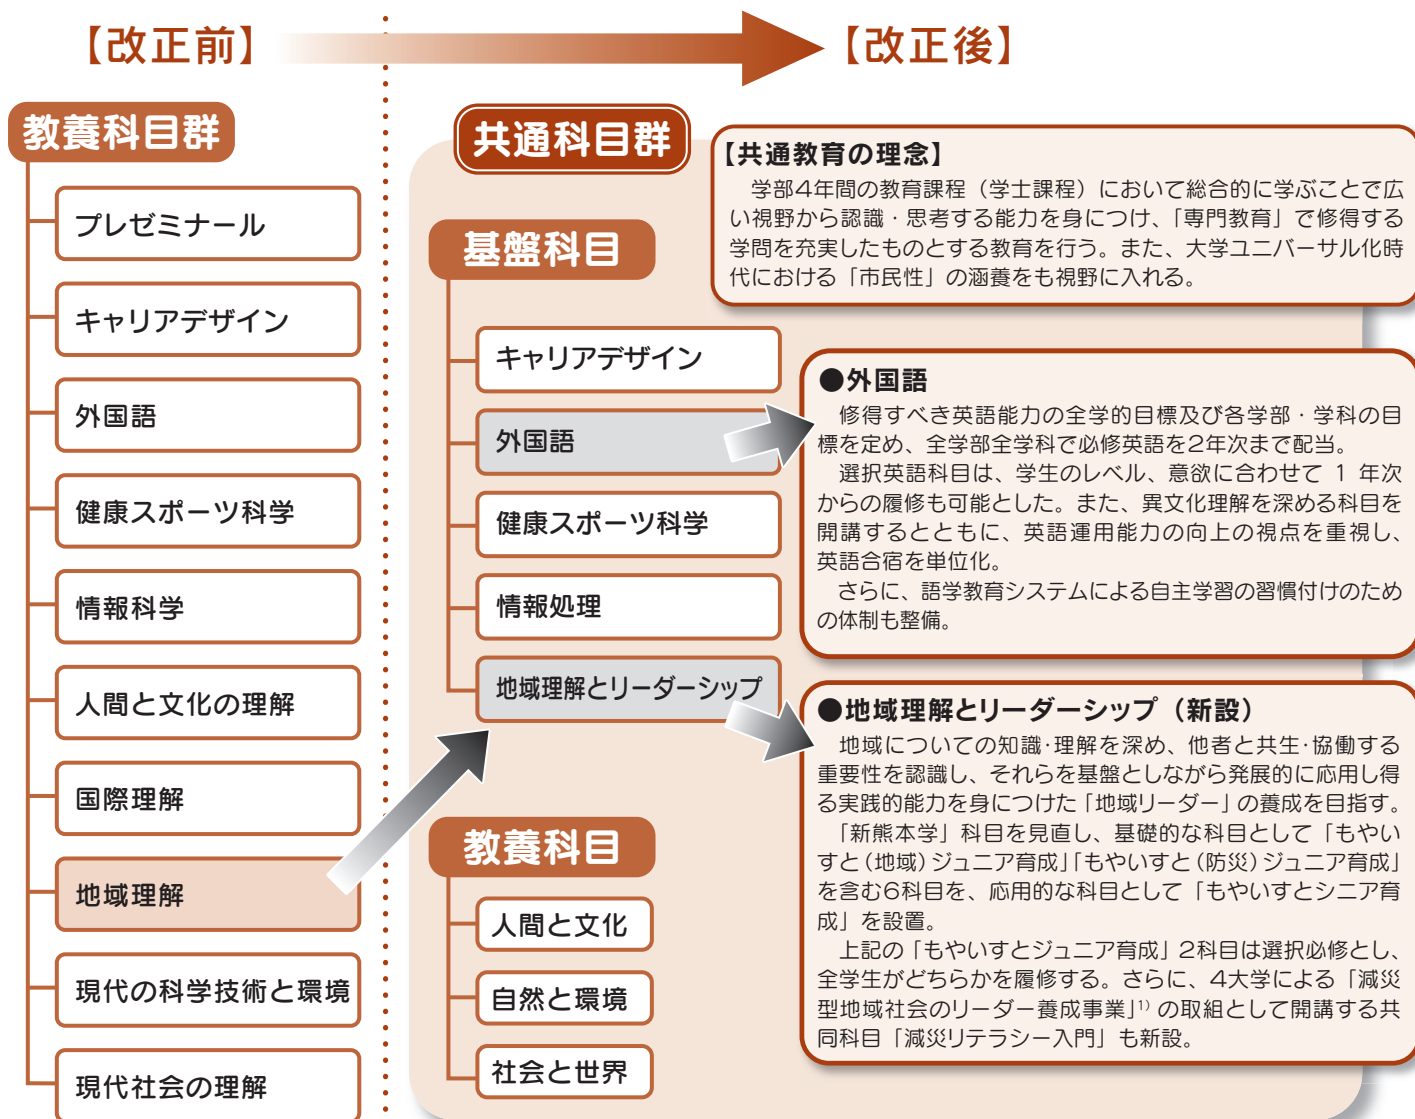 【改正前】
【改正後】
教養科目群
プレゼミナール
キャリアデザイン
外国語
健康スポーツ科学
情報科学
人間と文化の理解
国際理解
地域理解
現代の科学技術と環境
現代社会の理解
共通科目群
【共通教育の理念】
学部4年間の教育課程（学士課程）において総合的に学ぶことで広
い視野から認識・思考する能力を身につけ、「専門教育」で修得する
学問を充実したものとする教育を行う。また、大学ユニバーサル化時
代における「市民性」の涵養をも視野に入れる。
基盤科目
キャリアデザイン
外国語
健康スポーツ科学
情報処理
地域理解とリーダーシップ
●外国語
修得すべき英語能力の全学的目標及び各学部・学科の目
標を定め、全学部全学科で必修英語を2年次まで配当。
選択英語科目は、学生のレベル、意欲に合わせて 1 年次
からの履修も可能とした。また、異文化理解を深める科目を
開講するとともに、英語運用能力の向上の視点を重視し、
英語合宿を単位化。
さらに、語学教育システムによる自主学習の習慣付けのため
の体制も整備。
●地域理解とリーダーシップ（新設）
地域についての知識・理解を深め、他者と共生・協働する
重要性を認識し、それらを基盤としながら発展的に応用し得
る実践的能力を身につけた「地域リーダー」の養成を目指す。
「新熊本学」科目を見直し、基礎的な科目として「もやい
すと（地域）ジュニア育成」「もやいすと（防災）ジュニア育成」
を含む6科目を、応用的な科目として「もやいすとシニア育
成」を設置。
上記の「もやいすとジュニア育成」2科目は選択必修とし、
全学生がどちらかを履修する。さらに、4大学による「減災
型地域社会のリーダー養成事業」1) の取組として開講する共
同科目「減災リテラシー入門」も新設。
教養科目
人間と文化
自然と環境
社会と世界